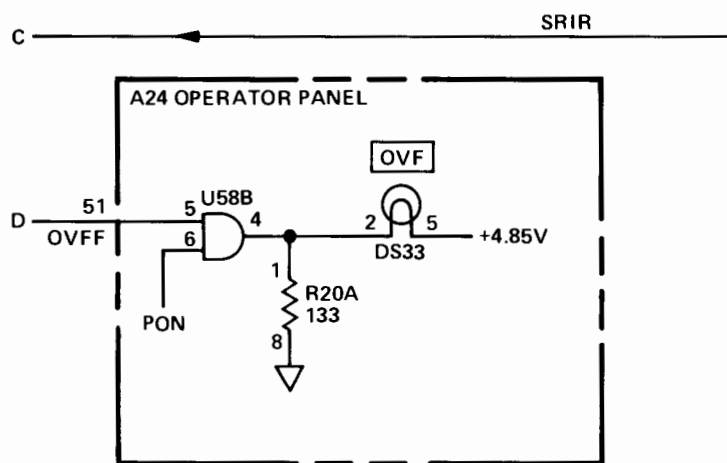 C SRIR
A24 OPERATOR PANEL
OVF
U58B
D 51 5 4 2 5 +4.85V
OVFF 6 DS33
1
R20A
PON 133
8